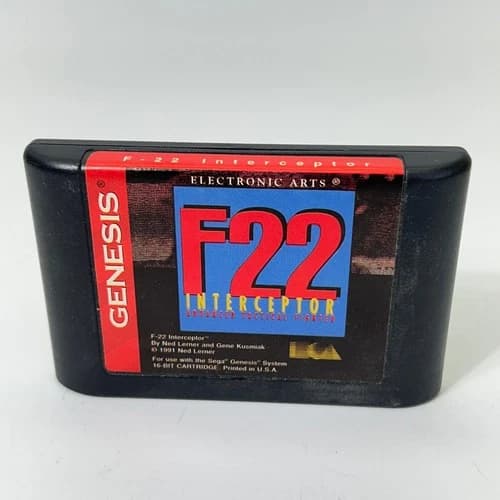 F-22 Interceptor
ELECTRONIC ARTS®
GENESIS®
F22
INTERCEPTOR
ADVANCED TACTICAL FIGHTER
F-22 Interceptor™
By Ned Lerner and Gene Kusmiak
© 1991 Ned Lerner
For use with the Sega® Genesis™ System
16-BIT CARTRIDGE. Printed in U.S.A.